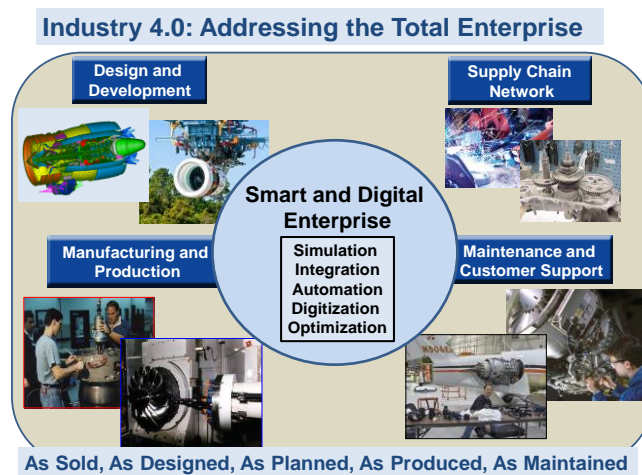 Industry 4.0: Addressing the Total Enterprise
Design and
Development
Supply Chain
Network
Smart and Digital
Enterprise
Simulation
Integration
Automation
Digitization
Optimization
Manufacturing and
Production
Maintenance and
Customer Support
As Sold, As Designed, As Planned, As Produced, As Maintained